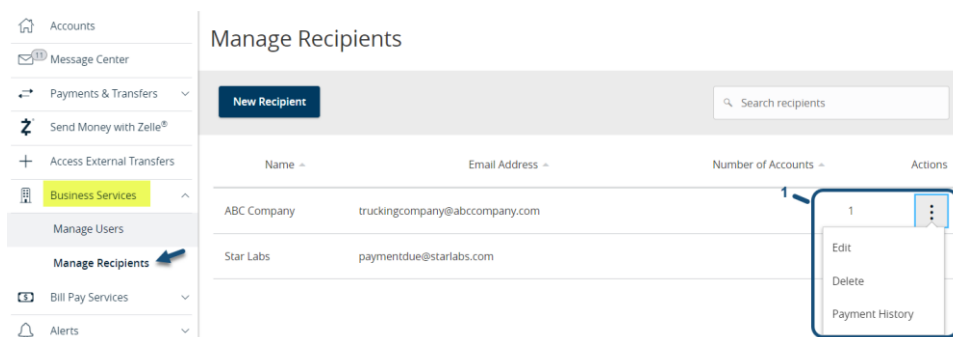 Accounts
11
Message Center
Payments & Transfers
Send Money with Zelle®
Access External Transfers
Business Services
Manage Users
Manage Recipients
Bill Pay Services
Alerts
Manage Recipients
New Recipient
Search recipients
Name Email Address Number of Accounts Actions
1
ABC Company truckingcompany@abccompany.com 1
Star Labs paymentdue@starlabs.com
Edit
Delete
Payment History